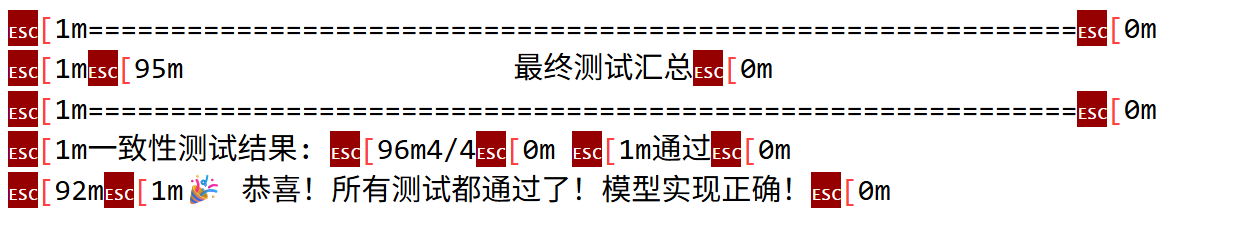 ESC[1m============================================================ESC[0m
ESC[1mESC[95m                    最终测试汇总ESC[0m
ESC[1m============================================================ESC[0m
ESC[1m一致性测试结果: ESC[96m4/4ESC[0m ESC[1m通过ESC[0m
ESC[92mESC[1m🎉 恭喜！所有测试都通过了！模型实现正确！ESC[0m